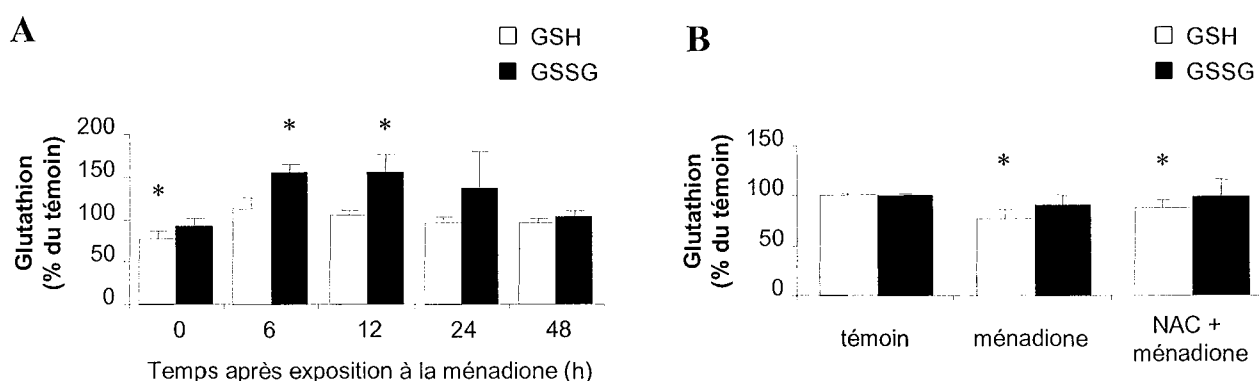 A
GSH
GSSG
*
*
*
200
150
100
50
0
Glutathion
(% du témoin)
0 6 12 24 48
Temps après exposition à la ménadione (h)
B
GSH
GSSG
*
*
150
100
50
0
Glutathion
(% du témoin)
témoin ménadione NAC +
ménadione